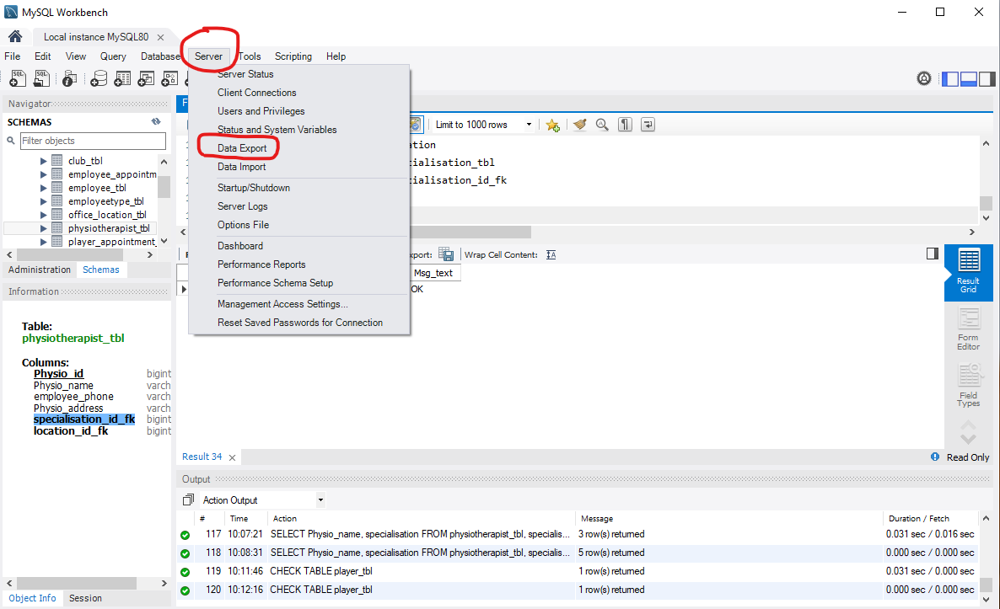 MySQL Workbench
Local instance MySQL80
File Edit View Query Database Server Tools Scripting Help
SQL SQL
Server Status
Client Connections
Users and Privileges
Status and System Variables
Data Export
Data Import
Startup/Shutdown
Server Logs
Options File
Dashboard
Performance Reports
Performance Schema Setup
Management Access Settings...
Reset Saved Passwords for Connection
Navigator
SCHEMAS
Filter objects
club_tbl
employee_appointm
employee_tbl
employeetype_tbl
office_location_tbl
physiotherapist_tbl
player_appointment_
Administration Schemas
Information
Table:
physiotherapist_tbl
Columns:
Physio_id bigint
Physio_name varch
employee_phone varch
Physio_address varch
specialisation_id_fk bigint
location_id_fk bigint
Object Info Session
Limit to 1000 rows
ation
cialisation_tbl
cialisation_id_fk
xport: Wrap Cell Content:
Msg_text
OK
Result Grid
Form Editor
Field Types
Result 34
Read Only
Output
Action Output
# Time Action Message Duration / Fetch
117 10:07:21 SELECT Physio_name, specialisation FROM physiotherapist_tbl, specialis... 3 row(s) returned 0.031 sec / 0.016 sec
118 10:08:31 SELECT Physio_name, specialisation FROM physiotherapist_tbl, specialis... 5 row(s) returned 0.000 sec / 0.000 sec
119 10:11:46 CHECK TABLE player_tbl 1 row(s) returned 0.031 sec / 0.000 sec
120 10:12:16 CHECK TABLE player_tbl 1 row(s) returned 0.000 sec / 0.000 sec